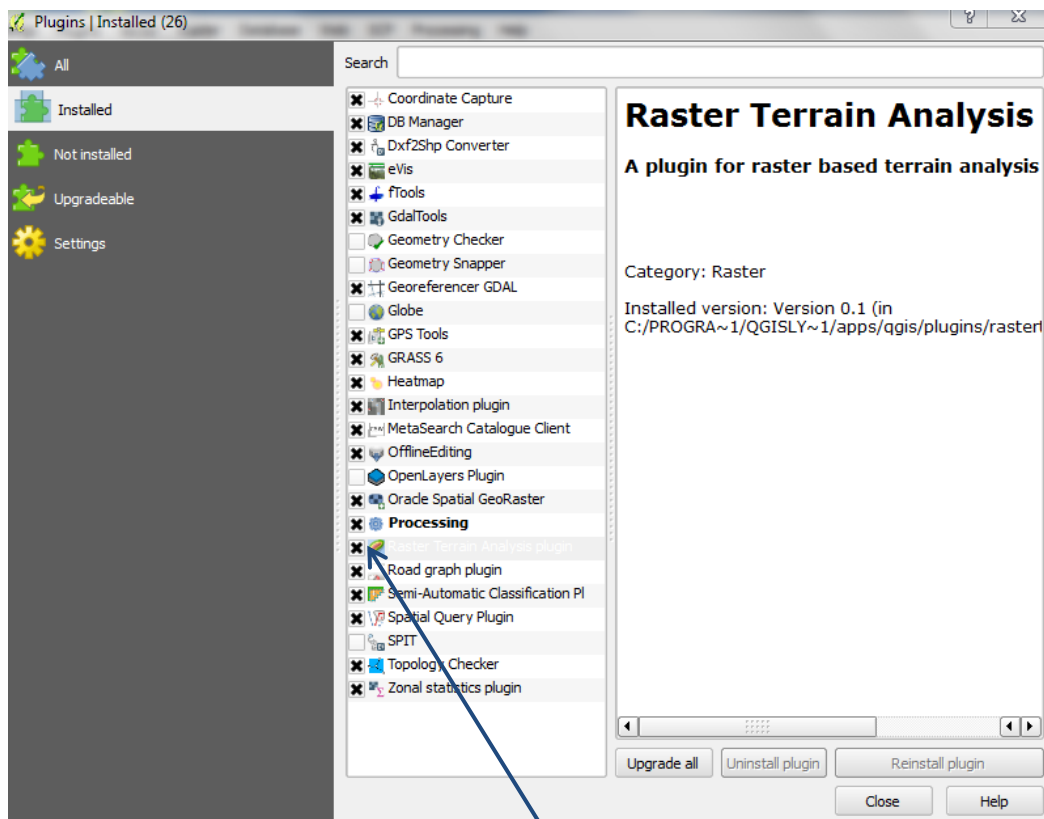 Plugins | Installed (26)
All
Installed
Not installed
Upgradeable
Settings
Search
Coordinate Capture
DB Manager
Dxf2Shp Converter
eVis
fTools
GdalTools
Geometry Checker
Geometry Snapper
Georeferencer GDAL
Globe
GPS Tools
GRASS 6
Heatmap
Interpolation plugin
MetaSearch Catalogue Client
OfflineEditing
OpenLayers Plugin
Oracle Spatial GeoRaster
Processing
Raster Terrain Analysis plugin
Road graph plugin
Semi-Automatic Classification Pl
Spatial Query Plugin
SPIT
Topology Checker
Zonal statistics plugin
Raster Terrain Analysis
A plugin for raster based terrain analysis
Category: Raster
Installed version: Version 0.1 (in
C:/PROGRA~1/QGISLY~1/apps/qgis/plugins/rastert
Upgrade all
Uninstall plugin
Reinstall plugin
Close
Help